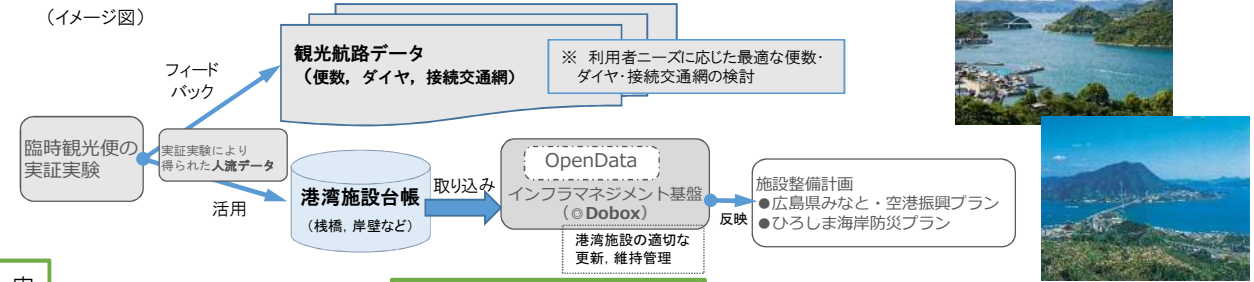 （イメージ図）
観光航路データ
（便数，ダイヤ，接続交通網）
※　利用者ニーズに応じた最適な便数・
ダイヤ・接続交通網の検討
フィード
バック
臨時観光便の
実証実験
実証実験により
得られた人流データ
活用
港湾施設台帳
（桟橋，岸壁など）
取り込み
OpenData
インフラマネジメント基盤
（◎Dobox）
港湾施設の適切な
更新，維持管理
反映
施設整備計画
●広島県みなと・空港振興プラン
●ひろしま海岸防災プラン